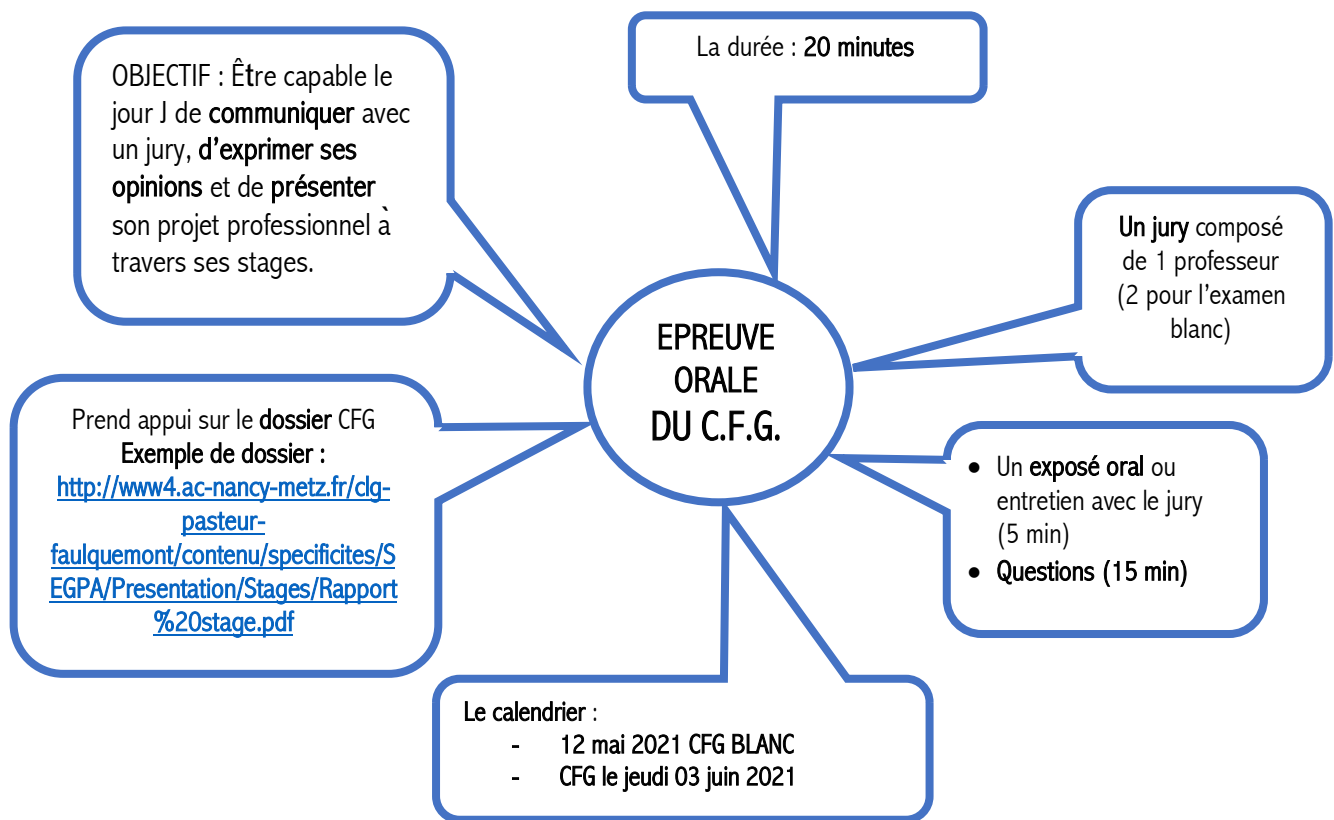 La durée : 20 minutes
OBJECTIF : Être capable le
jour J de communiquer avec
un jury, d'exprimer ses
opinions et de présenter
son projet professionnel à
travers ses stages.
Un jury composé
de 1 professeur
(2 pour l'examen
blanc)
EPREUVE
ORALE
DU C.F.G.
Prend appui sur le dossier CFG
Exemple de dossier :
http://www4.ac-nancy-metz.fr/clg-
pasteur-
faulquemont/contenu/specificites/S
EGPA/Presentation/Stages/Rapport
%20stage.pdf
• Un exposé oral ou
entretien avec le jury
(5 min)
• Questions (15 min)
Le calendrier :
- 12 mai 2021 CFG BLANC
- CFG le jeudi 03 juin 2021